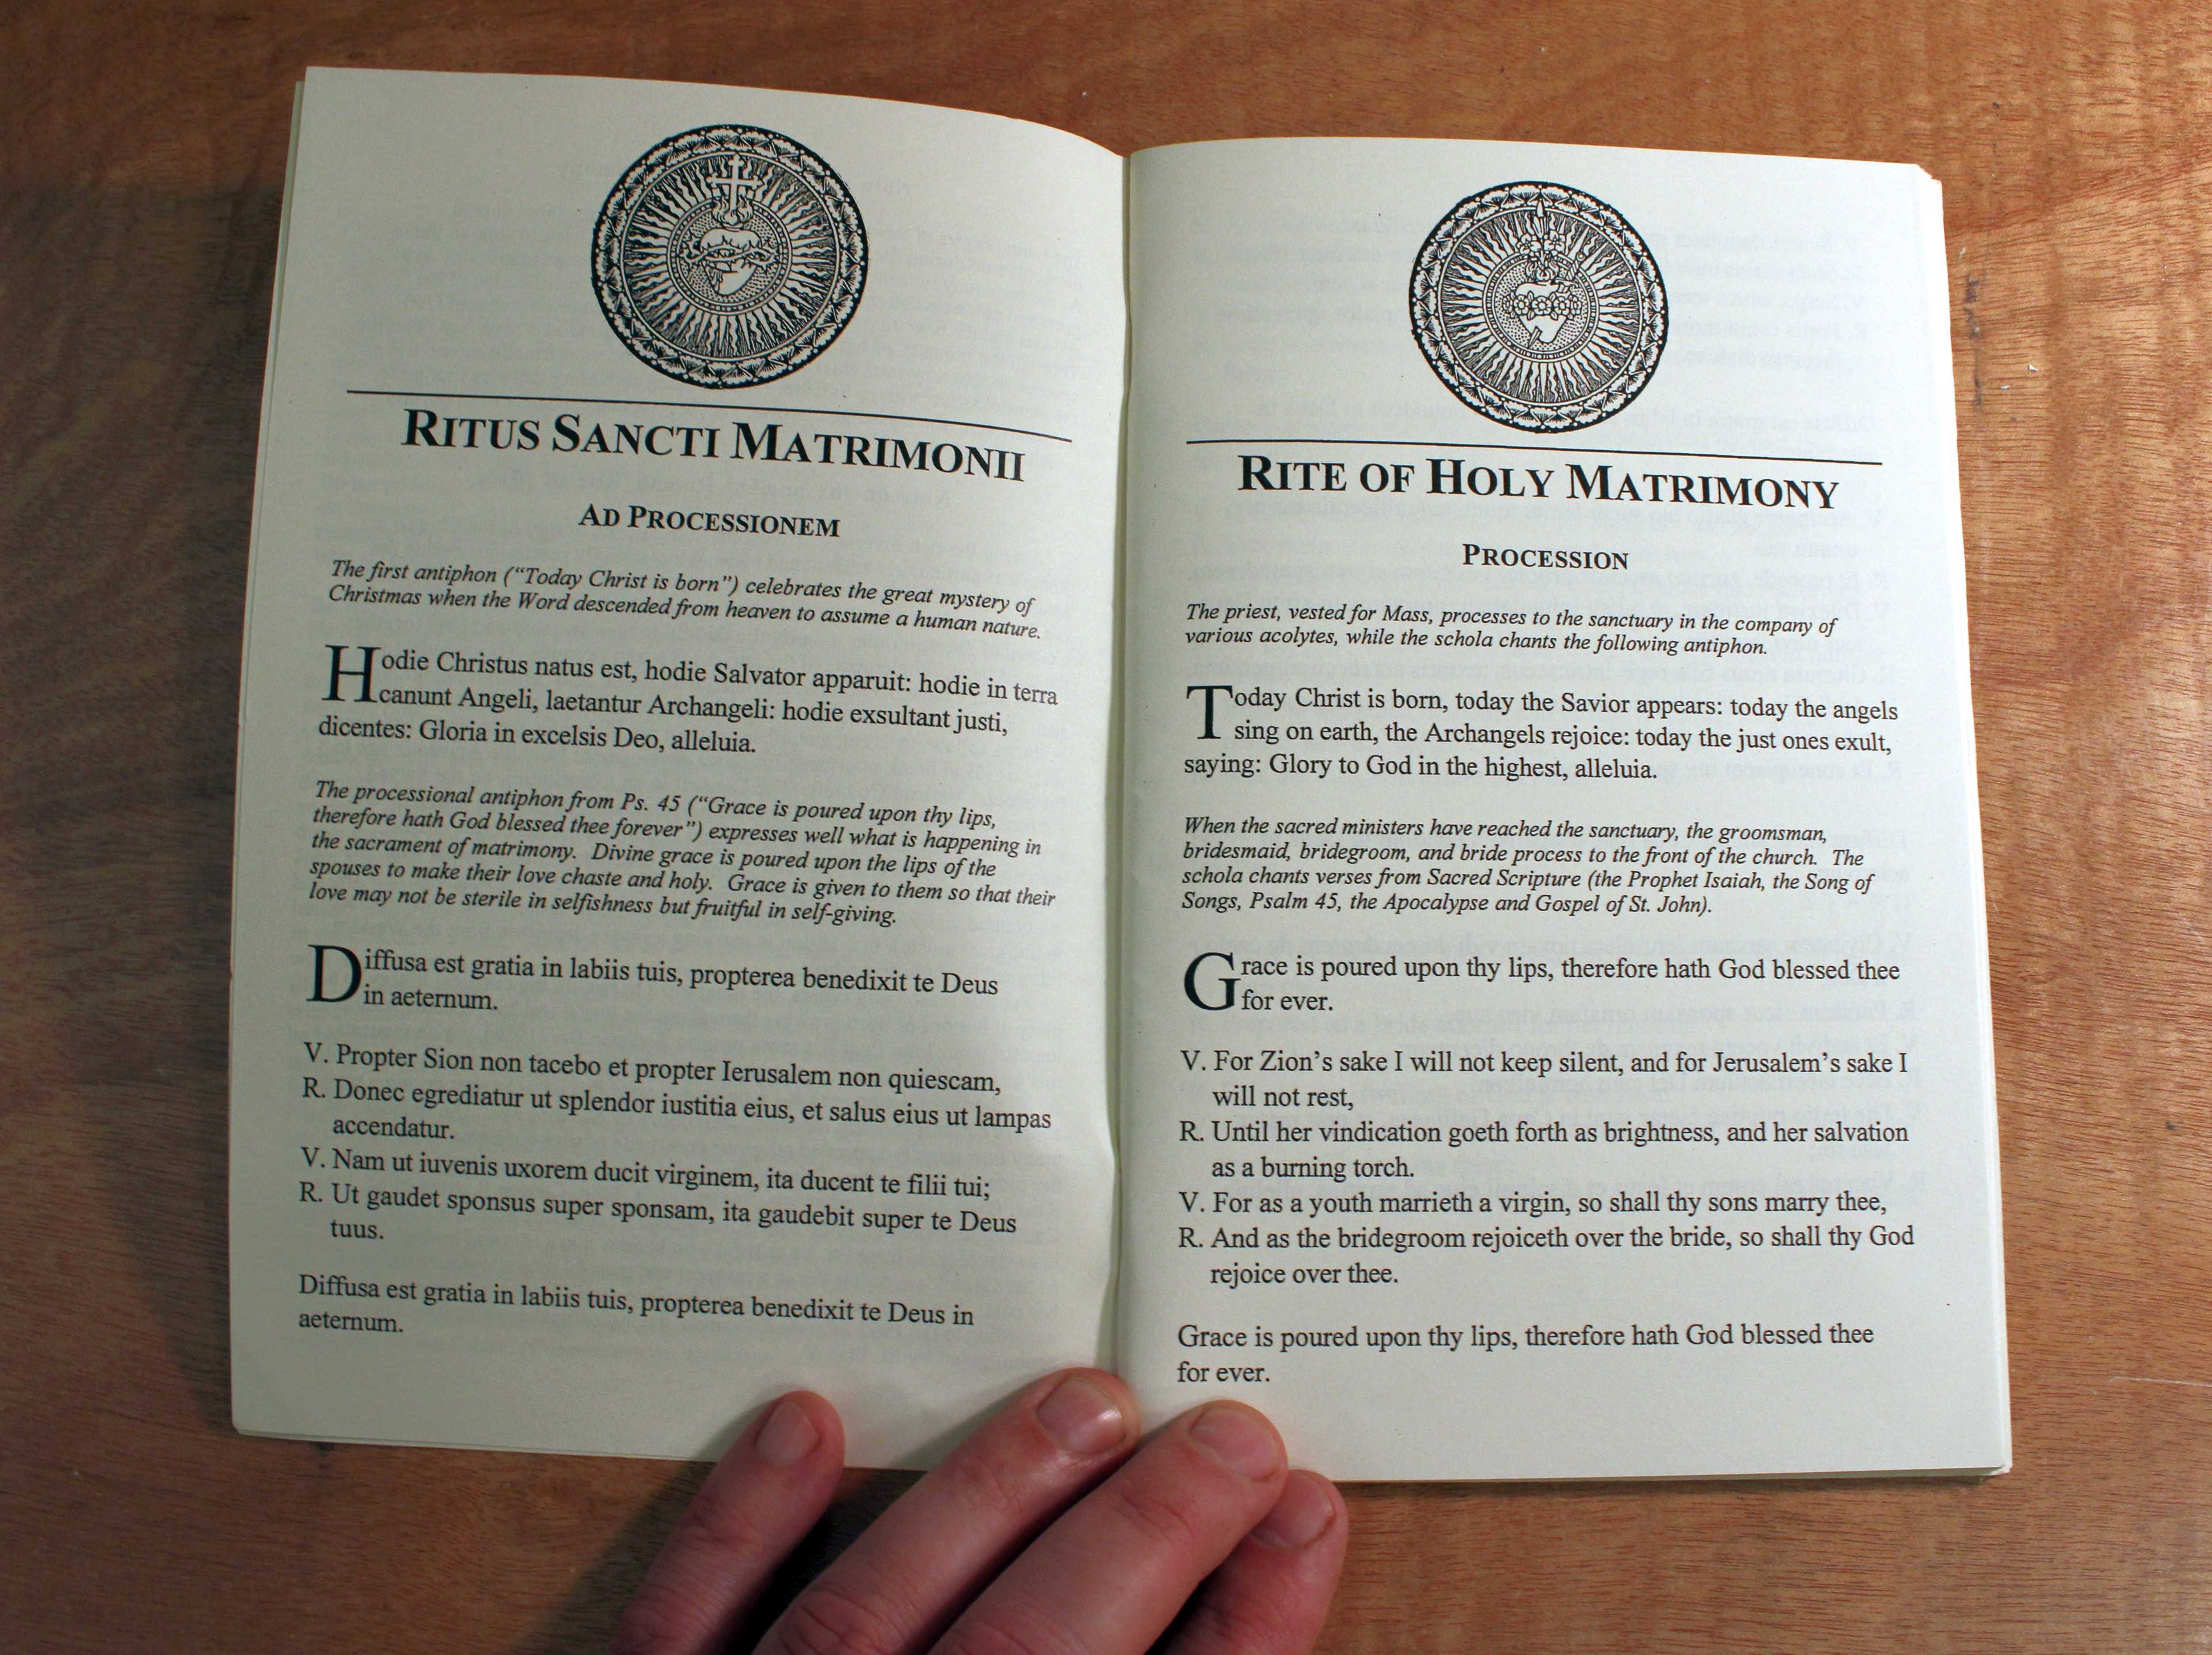 RITUS SANCTI MATRIMONII
AD PROCESSIONEM
The first antiphon (“Today Christ is born”) celebrates the great mystery of
Christmas when the Word descended from heaven to assume a human nature.
Hodie Christus natus est, hodie Salvator apparuit: hodie in terra
canunt Angeli, laetantur Archangeli: hodie exsultant justi,
dicentes: Gloria in excelsis Deo, alleluia.
The processional antiphon from Ps. 45 (“Grace is poured upon thy lips,
therefore hath God blessed thee forever”) expresses well what is happening in
the sacrament of matrimony. Divine grace is poured upon the lips of the
spouses to make their love chaste and holy. Grace is given to them so that their
love may not be sterile in selfishness but fruitful in self-giving.
Diffusa est gratia in labiis tuis, propterea benedixit te Deus
in aeternum.
V. Propter Sion non tacebo et propter Ierusalem non quiescam,
R. Donec egrediatur ut splendor iustitia eius, et salus eius ut lampas
accendatur.
V. Nam ut iuvenis uxorem ducit virginem, ita ducent te filii tui;
R. Ut gaudet sponsus super sponsam, ita gaudebit super te Deus
tuus.
Diffusa est gratia in labiis tuis, propterea benedixit te Deus in
aeternum.
RITE OF HOLY MATRIMONY
PROCESSION
The priest, vested for Mass, processes to the sanctuary in the company of
various acolytes, while the schola chants the following antiphon.
Today Christ is born, today the Savior appears: today the angels
sing on earth, the Archangels rejoice: today the just ones exult,
saying: Glory to God in the highest, alleluia.
When the sacred ministers have reached the sanctuary, the groomsman,
bridesmaid, bridegroom, and bride process to the front of the church. The
schola chants verses from Sacred Scripture (the Prophet Isaiah, the Song of
Songs, Psalm 45, the Apocalypse and Gospel of St. John).
Grace is poured upon thy lips, therefore hath God blessed thee
for ever.
V. For Zion’s sake I will not keep silent, and for Jerusalem’s sake I
will not rest,
R. Until her vindication goeth forth as brightness, and her salvation
as a burning torch.
V. For as a youth marrieth a virgin, so shall thy sons marry thee,
R. And as the bridegroom rejoiceth over the bride, so shall thy God
rejoice over thee.
Grace is poured upon thy lips, therefore hath God blessed thee
for ever.